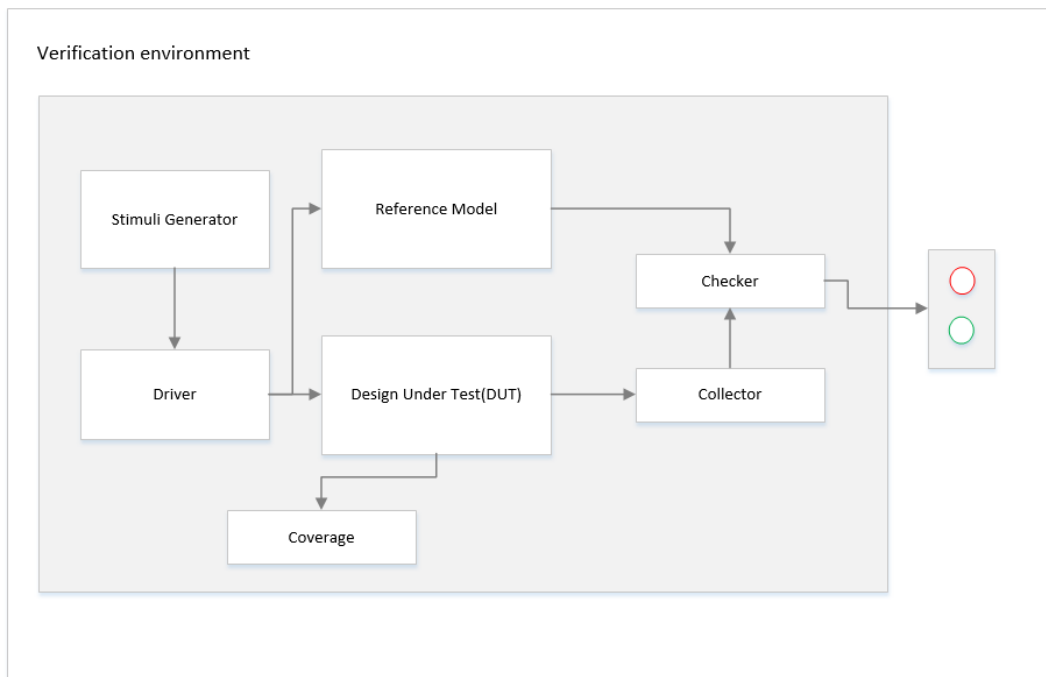 Verification environment
Stimuli Generator
Reference Model
Checker
Driver
Design Under Test(DUT)
Collector
Coverage